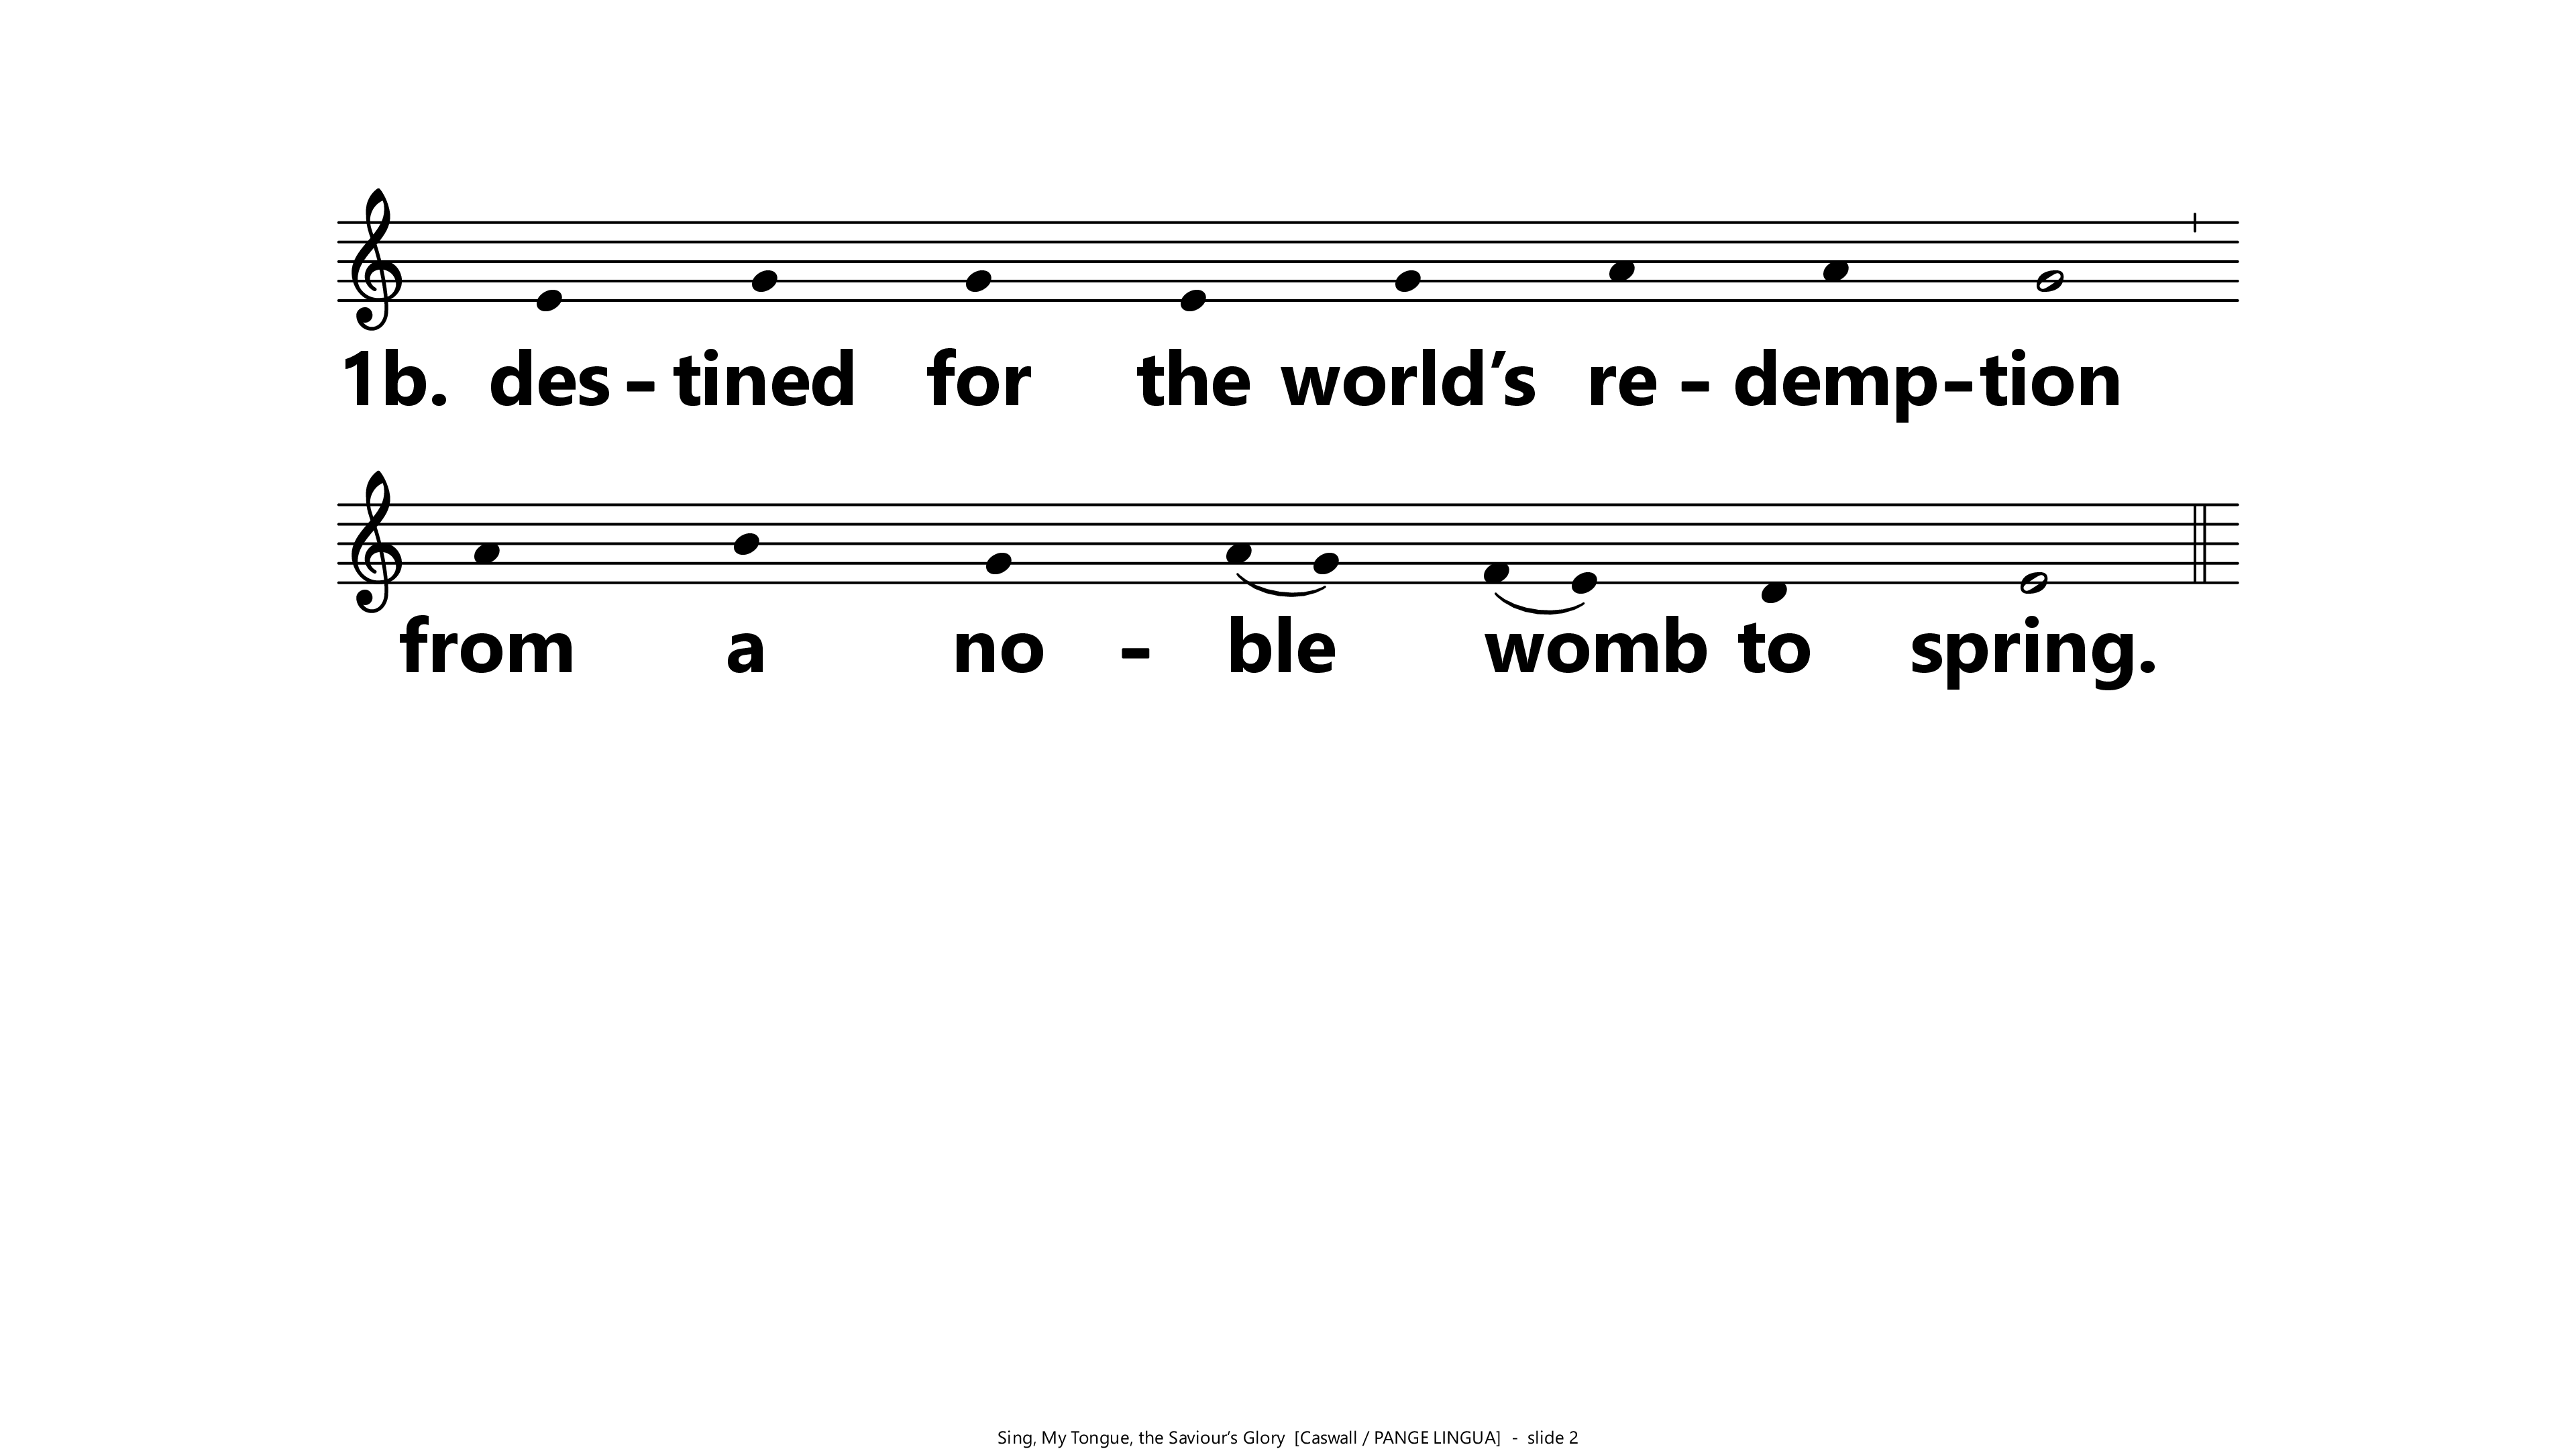 1b. des - tined for the world’s re - demp - tion
from a no - ble womb to spring.
Sing, My Tongue, the Saviour’s Glory [Caswall / PANGE LINGUA] - slide 2